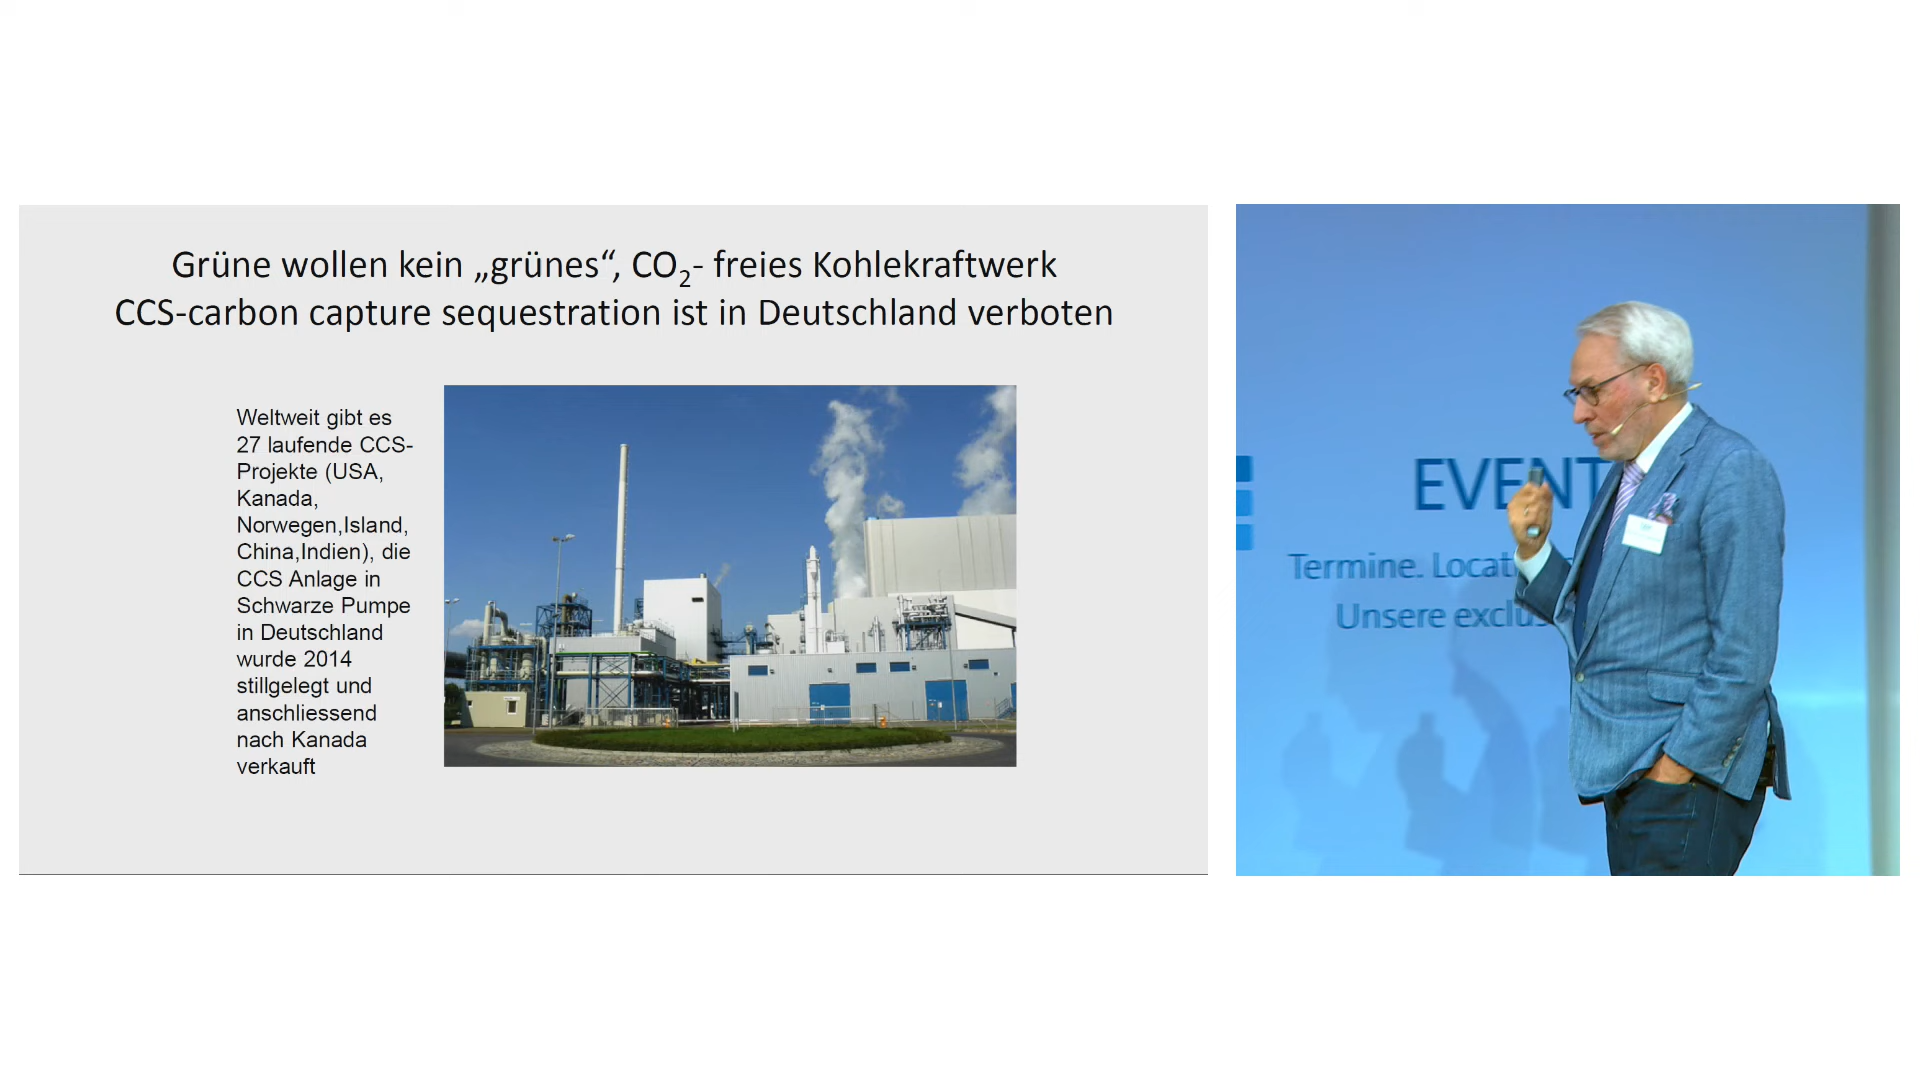 Grüne wollen kein „grünes“, CO₂- freies Kohlekraftwerk
CCS-carbon capture sequestration ist in Deutschland verboten
Weltweit gibt es
27 laufende CCS-
Projekte (USA,
Kanada,
Norwegen,Island,
China,Indien), die
CCS Anlage in
Schwarze Pumpe
in Deutschland
wurde 2014
stillgelegt und
anschliessend
nach Kanada
verkauft
EVENT
Termine. Locat
Unsere exclus